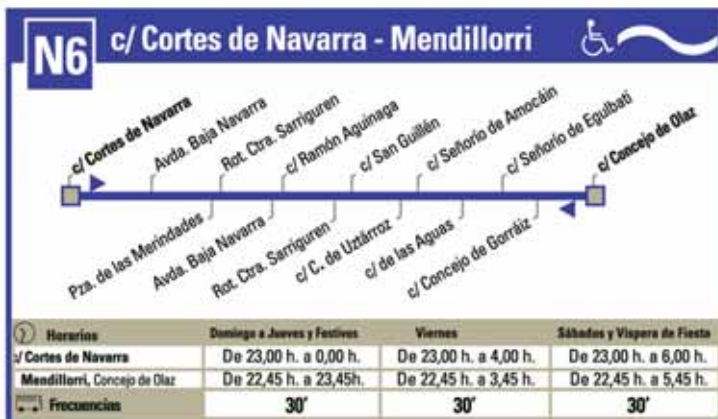 N6
c/ Cortes de Navarra - Mendillorri
c/ Cortes de Navarra
Avda. Baja Navarra
Rot. Ctra. Sarriguren
c/ Ramón Aguinaga
c/ San Guillén
c/ Señorio de Amocáin
c/ Señorio de Egulbati
c/ Concejo de Olaz
Pza. de las Merindades
Avda. Baja Navarra
Rot. Ctra. Sarriguren
c/ C. de Uztárroz
c/ de las Aguas
c/ Concejo de Gorráiz
Horarios Domingo a Jueves y Festivos Viernes Sábados y Víspera de Fiesta
c/ Cortes de Navarra De 23,00 h. a 0,00 h. De 23,00 h. a 4,00 h. De 23,00 h. a 6,00 h.
Mendillorri, Concejo de Olaz De 22,45 h. a 23,45h. De 22,45 h. a 3,45 h. De 22,45 h. a 5,45 h.
Frecuencias 30’ 30’ 30’